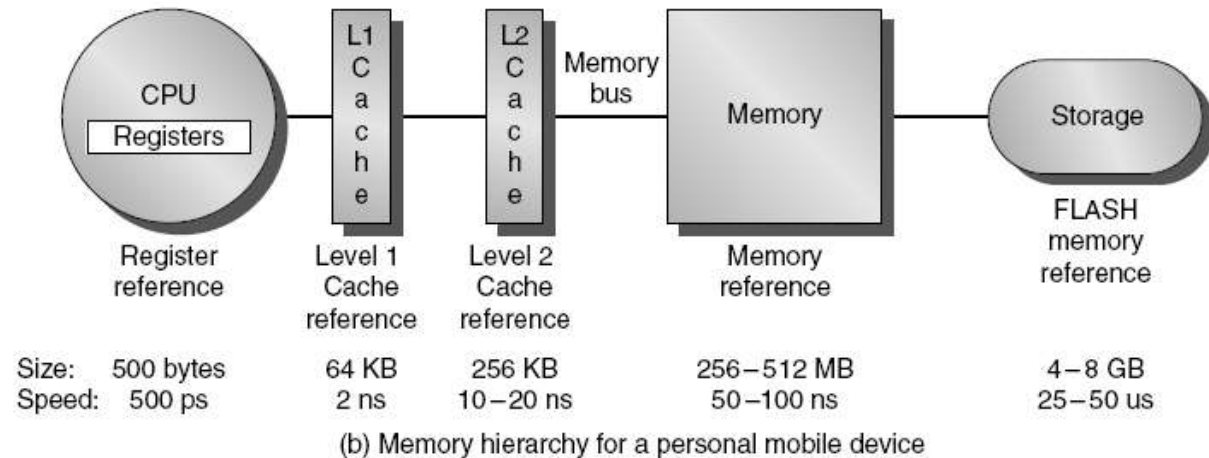 CPU
Registers
L1
C
a
c
h
e
L2
C
a
c
h
e
Memory
bus
Memory
Storage
Register
reference
Level 1
Cache
reference
Level 2
Cache
reference
Memory
reference
FLASH
memory
reference
Size: 500 bytes 64 KB 256 KB 256–512 MB 4–8 GB
Speed: 500 ps 2 ns 10–20 ns 50–100 ns 25–50 us
(b) Memory hierarchy for a personal mobile device